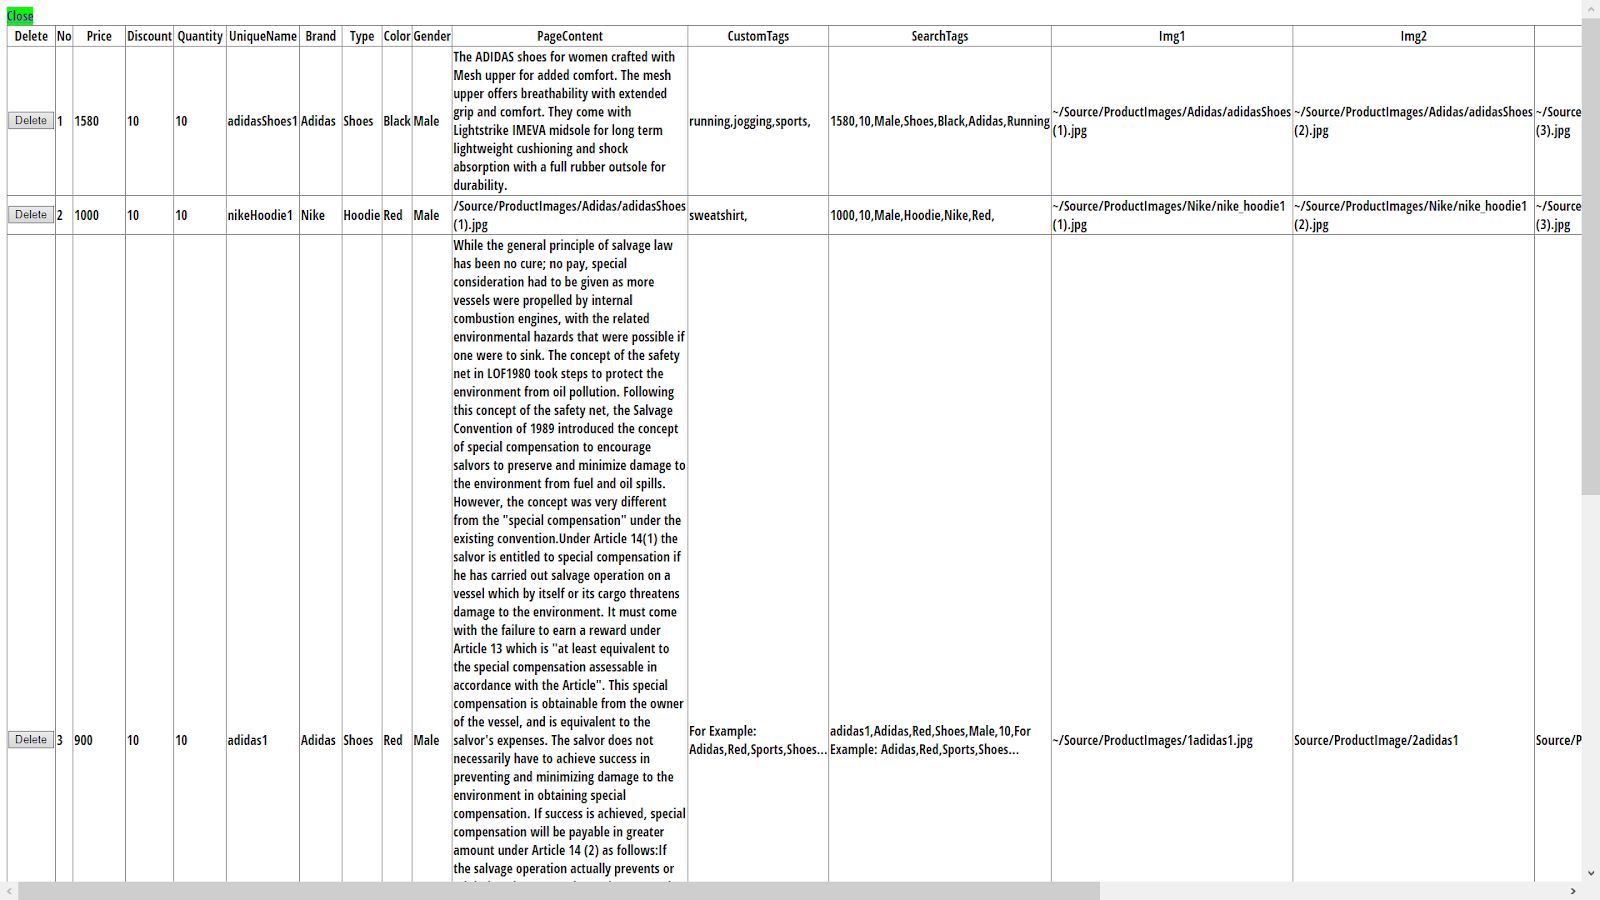 Close
Delete No Price Discount Quantity UniqueName Brand Type Color Gender PageContent CustomTags SearchTags Img1 Img2
The ADIDAS shoes for women crafted with
Mesh upper for added comfort. The mesh
upper offers breathability with extended
grip and comfort. They come with
Lightstrike IMEVA midsole for long term
lightweight cushioning and shock
absorption with a full rubber outsole for
durability.
Delete 1 1580 10 10 adidasShoes1 Adidas Shoes Black Male running,jogging,sports, 1580,10,Male,Shoes,Black,Adidas,Running
~/Source/ProductImages/Adidas/adidasShoes
(1).jpg
~/Source/ProductImages/Adidas/adidasShoes
(2).jpg
~/Source
(3).jpg
Delete 2 1000 10 10 nikeHoodie1 Nike Hoodie Red Male
/Source/ProductImages/Adidas/adidasShoes
(1).jpg
sweatshirt, 1000,10,Male,Hoodie,Nike,Red,
~/Source/ProductImages/Nike/nike_hoodie1
(1).jpg
~/Source/ProductImages/Nike/nike_hoodie1
(2).jpg
~/Source
(3).jpg
While the general principle of salvage law
has been no cure; no pay, special
consideration had to be given as more
vessels were propelled by internal
combustion engines, with the related
environmental hazards that were possible if
one were to sink. The concept of the safety
net in LOF1980 took steps to protect the
environment from oil pollution. Following
this concept of the safety net, the Salvage
Convention of 1989 introduced the concept
of special compensation to encourage
salvors to preserve and minimize damage to
the environment from fuel and oil spills.
However, the concept was very different
from the "special compensation" under the
existing convention.Under Article 14(1) the
salvor is entitled to special compensation if
he has carried out salvage operation on a
vessel which by itself or its cargo threatens
damage to the environment. It must come
with the failure to earn a reward under
Article 13 which is "at least equivalent to
the special compensation assessable in
accordance with the Article". This special
compensation is obtainable from the owner
of the vessel, and is equivalent to the
salvor's expenses. The salvor does not
necessarily have to achieve success in
preventing and minimizing damage to the
environment in obtaining special
compensation. If success is achieved, special
compensation will be payable in greater
amount under Article 14 (2) as follows:If
the salvage operation actually prevents or
Delete 3 900 10 10 adidas1 Adidas Shoes Red Male
For Example:
Adidas,Red,Sports,Shoes...
adidas1,Adidas,Red,Shoes,Male,10,For
Example: Adidas,Red,Sports,Shoes...
~/Source/ProductImages/1adidas1.jpg
Source/ProductImage/2adidas1
Source/P